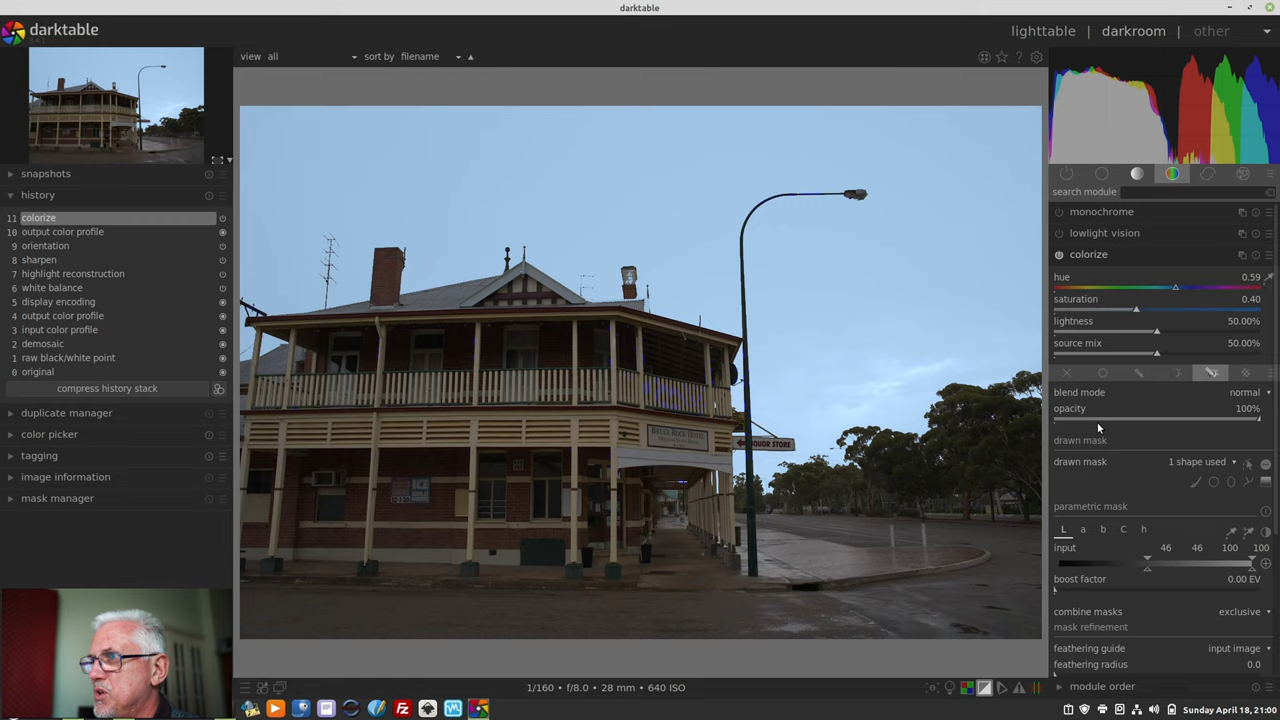 darktable
darktable
lighttable | darkroom | other
view all sort by filename
snapshots
history
11 colorize
10 output color profile
9 orientation
8 sharpen
7 highlight reconstruction
6 white balance
5 display encoding
4 output color profile
3 input color profile
2 demosaic
1 raw black/white point
0 original
compress history stack
duplicate manager
color picker
tagging
image information
mask manager
BRUCE ROCK HOTEL
LIQUOR STORE
ICE
1/160 • f/8.0 • 28 mm • 640 ISO
search module
monochrome
lowlight vision
colorize
hue 0.59
saturation 0.40
lightness 50.00%
source mix 50.00%
blend mode normal
opacity 100%
drawn mask
drawn mask 1 shape used
parametric mask
L a b C h
input 46 46 100 100
boost factor 0.00 EV
combine masks exclusive
mask refinement
feathering guide input image
feathering radius 0.0
module order
Sunday April 18, 21:00